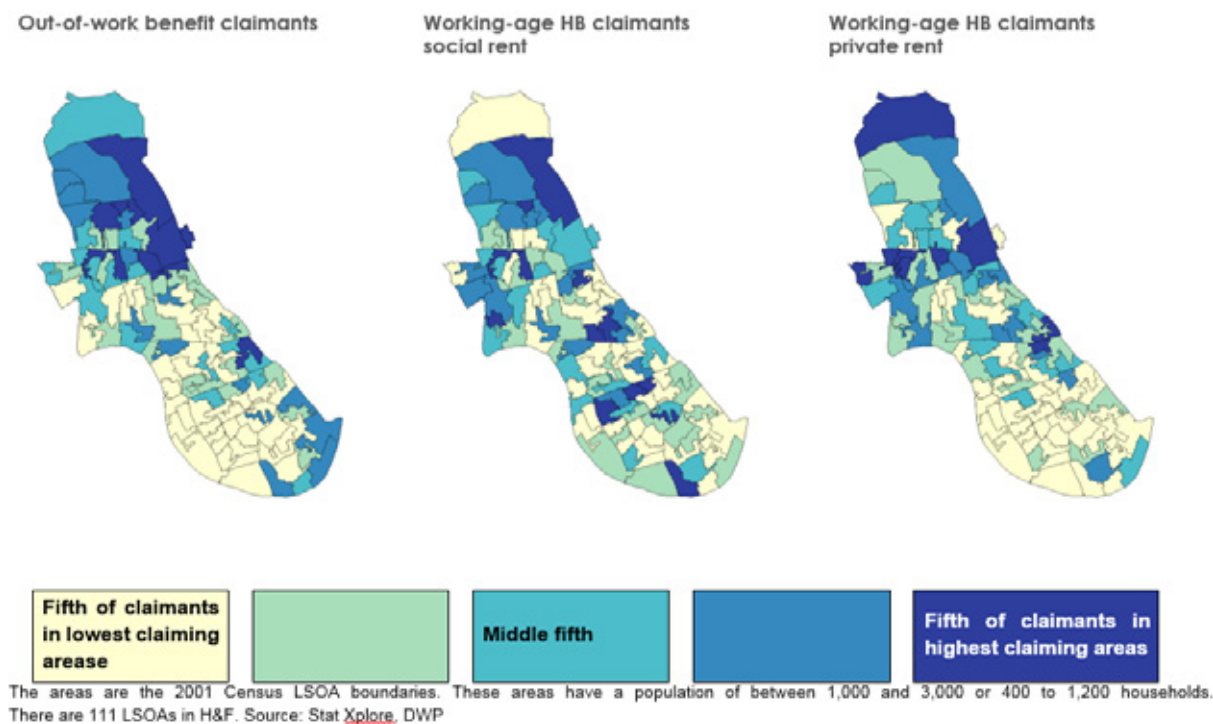 Out-of-work benefit claimants
Working-age HB claimants
social rent
Working-age HB claimants
private rent
Fifth of claimants
in lowest claiming
arease
Middle fifth
Fifth of claimants in
highest claiming areas
The areas are the 2001 Census LSOA boundaries. These areas have a population of between 1,000 and 3,000 or 400 to 1,200 households.
There are 111 LSOAs in H&F. Source: Stat Xplore, DWP